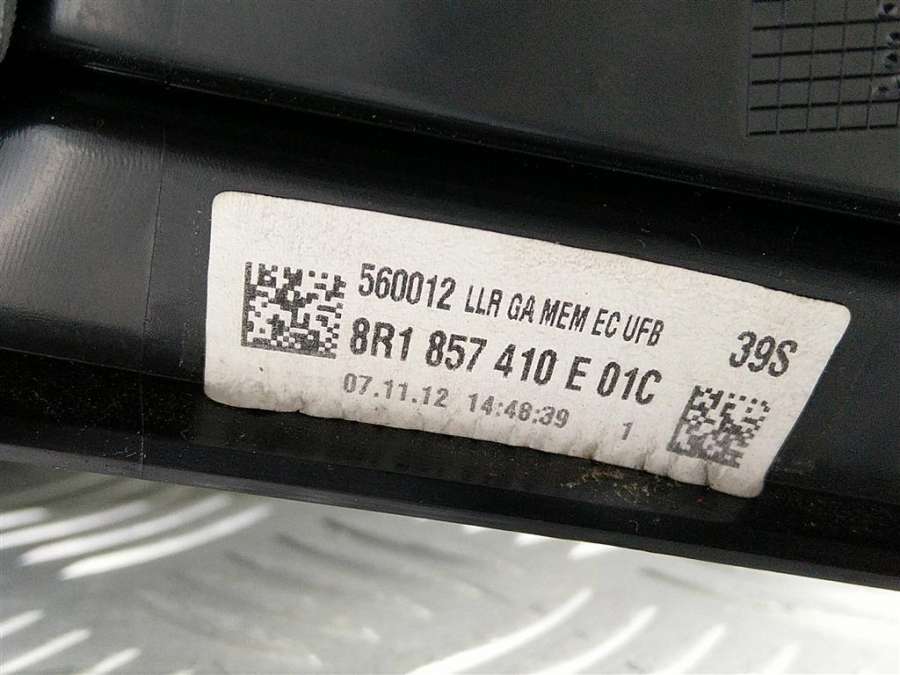 560012 LLR GA MEM EC UFB 39S
8R1 857 410 E 01C
07.11.12 14:48:39 1